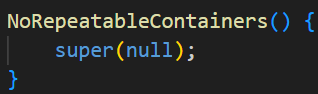 NoRepeatableContainers() {
    super(null);
}